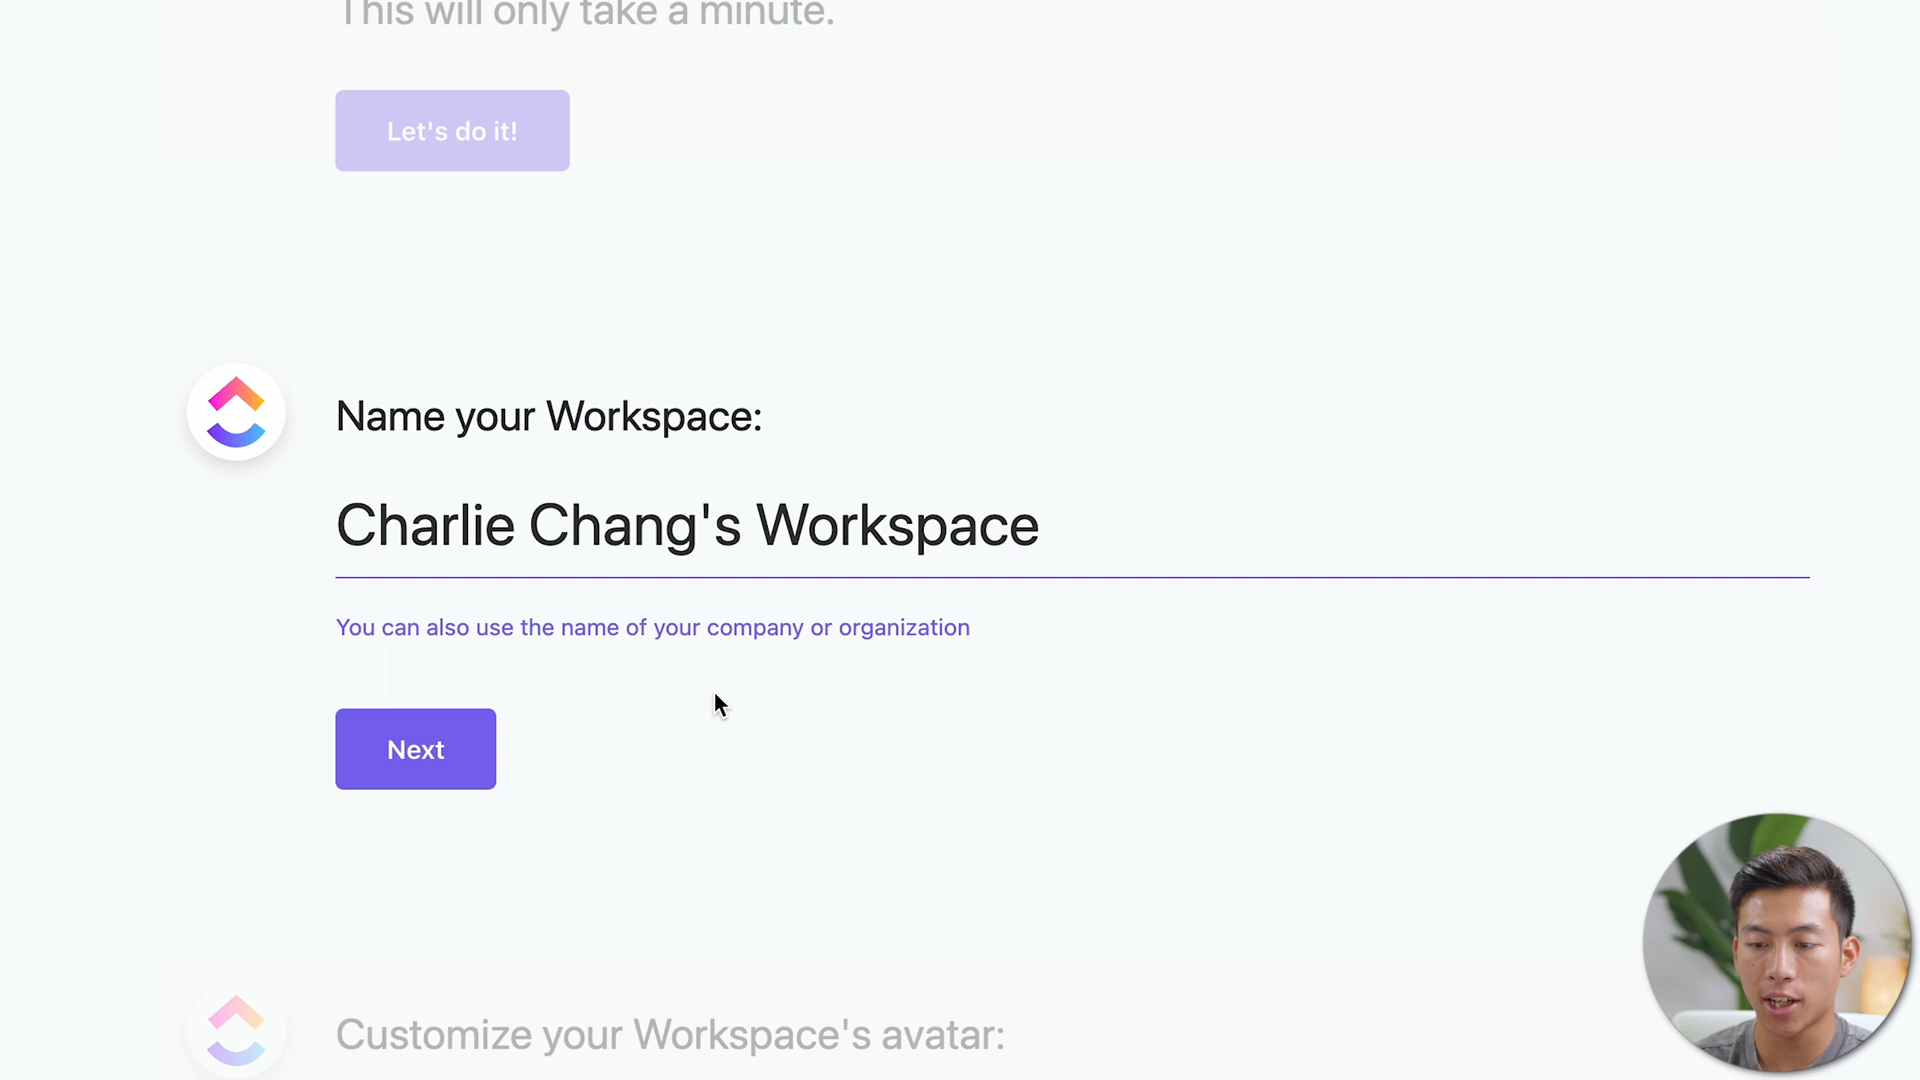 This will only take a minute.
Let's do it!
Name your Workspace:
Charlie Chang's Workspace
You can also use the name of your company or organization
Next
Customize your Workspace's avatar: